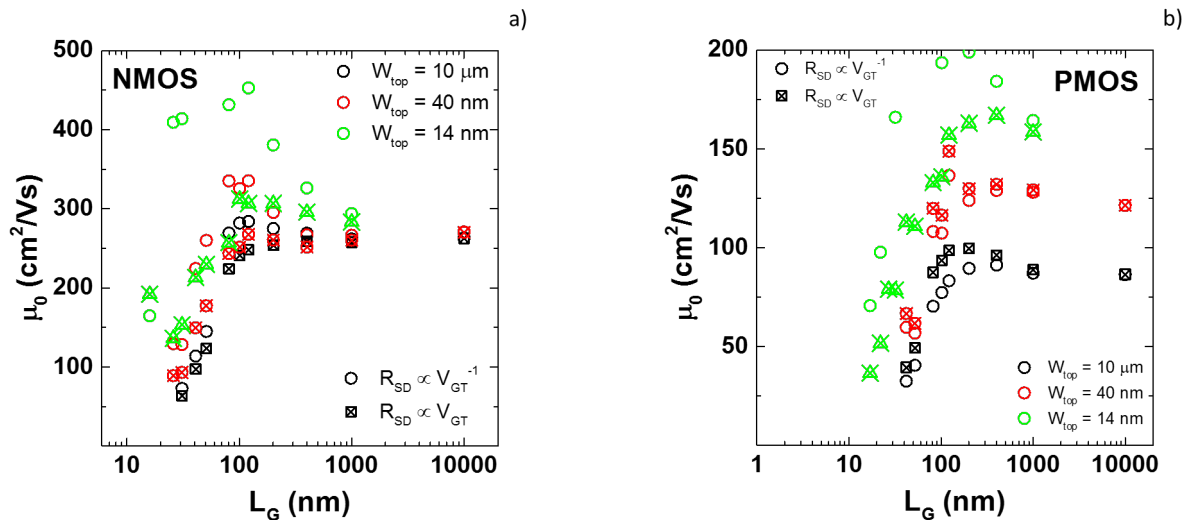 a)
500
400
300
200
100
μ₀ (cm²/Vs)
NMOS
W_top = 10 μm
W_top = 40 nm
W_top = 14 nm
R_SD ∝ V_GT⁻¹
R_SD ∝ V_GT
10
100
1000
10000
L_G (nm)
b)
200
150
100
50
μ₀ (cm²/Vs)
R_SD ∝ V_GT⁻¹
R_SD ∝ V_GT
PMOS
W_top = 10 μm
W_top = 40 nm
W_top = 14 nm
1
10
100
1000
10000
L_G (nm)